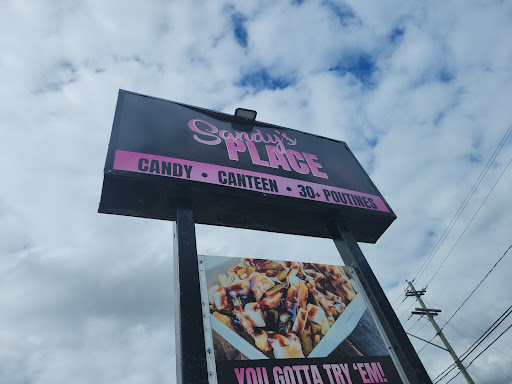 Sandy's
PLACE
CANDY • CANTEEN • 30+ POUTINES
YOU GOTTA TRY 'EM!